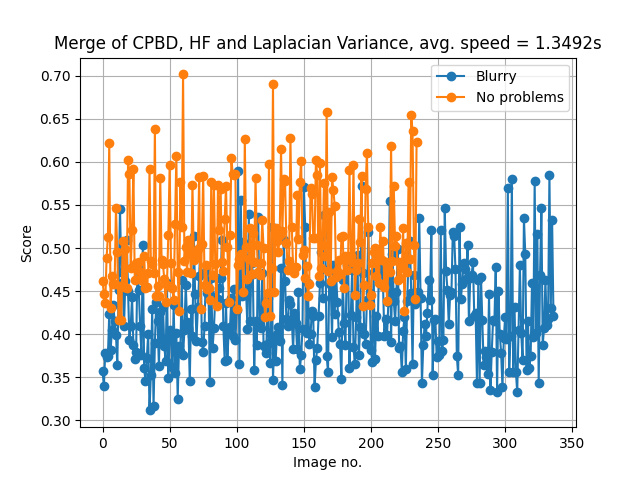 Merge of CPBD, HF and Laplacian Variance, avg. speed = 1.3492s
Blurry
No problems
0.70
0.65
0.60
0.55
0.50
0.45
0.40
0.35
0.30
Score
0 50 100 150 200 250 300 350
Image no.